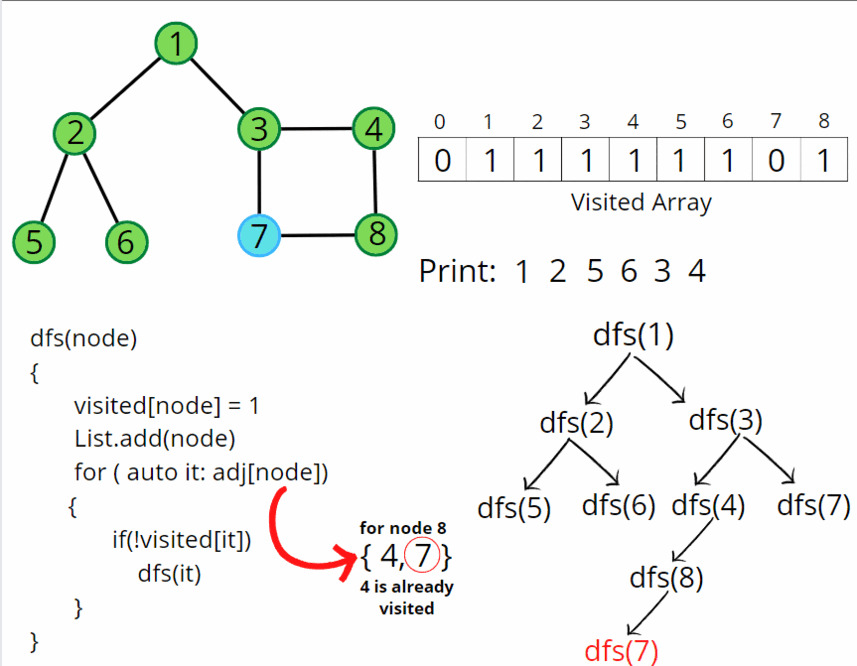 1
2
3
4
5
6
7
8
0 1 2 3 4 5 6 7 8
0 1 1 1 1 1 1 0 1
Visited Array
Print: 1 2 5 6 3 4
dfs(node)
{
visited[node] = 1
List.add(node)
for ( auto it: adj[node])
{
if(!visited[it])
dfs(it)
}
}
for node 8
{ 4, 7 }
4 is already
visited
dfs(1)
dfs(2) dfs(3)
dfs(5) dfs(6) dfs(4) dfs(7)
dfs(8)
dfs(7)